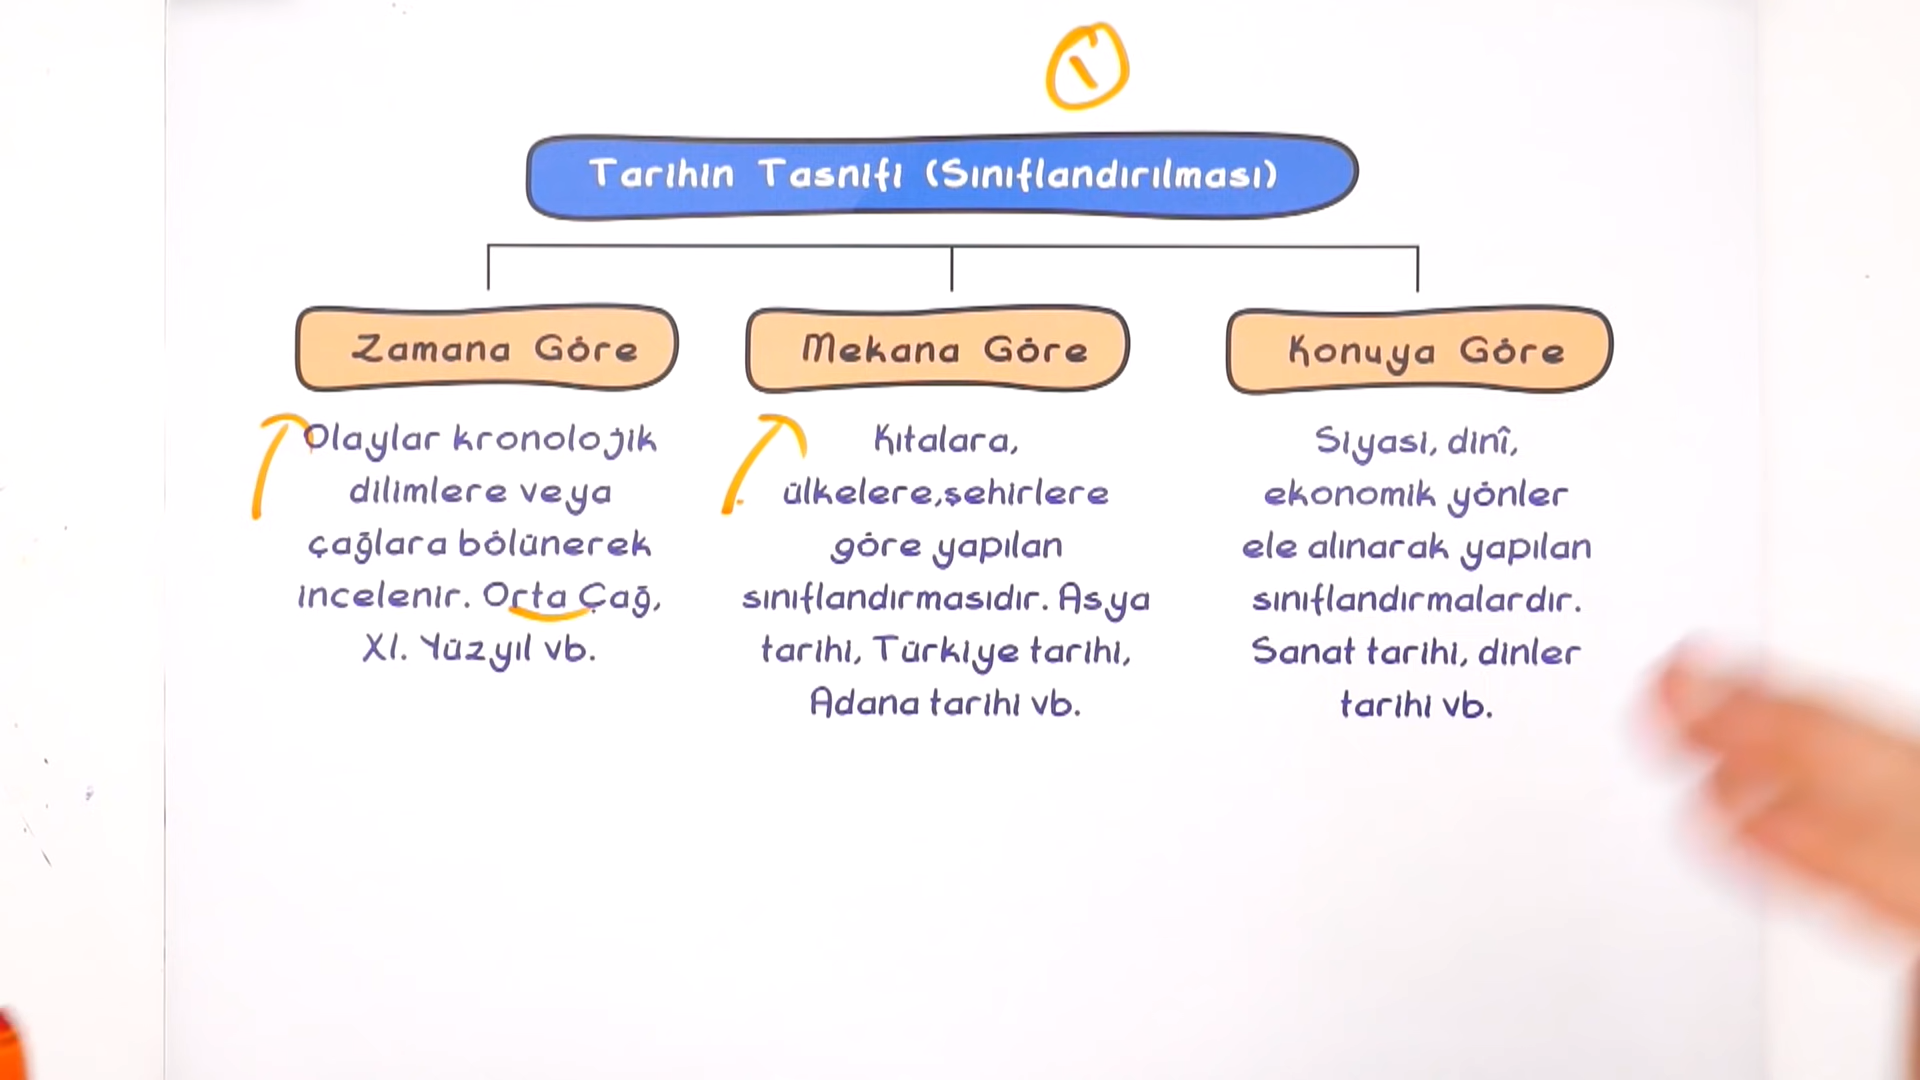 Tarihin Tasnifi (Sınıflandırılması)
Zamana Göre
Olaylar kronolojik
dilimlere veya
çağlara bölünerek
incelenir. Orta Çağ,
XI. Yüzyıl vb.
Mekana Göre
Kıtalara,
ülkelere,şehirlere
göre yapılan
sınıflandırmasıdır. Asya
tarihi, Türkiye tarihi,
Adana tarihi vb.
Konuya Göre
Siyasi, dinî,
ekonomik yönler
ele alınarak yapılan
sınıflandırmalardır.
Sanat tarihi, dinler
tarihi vb.